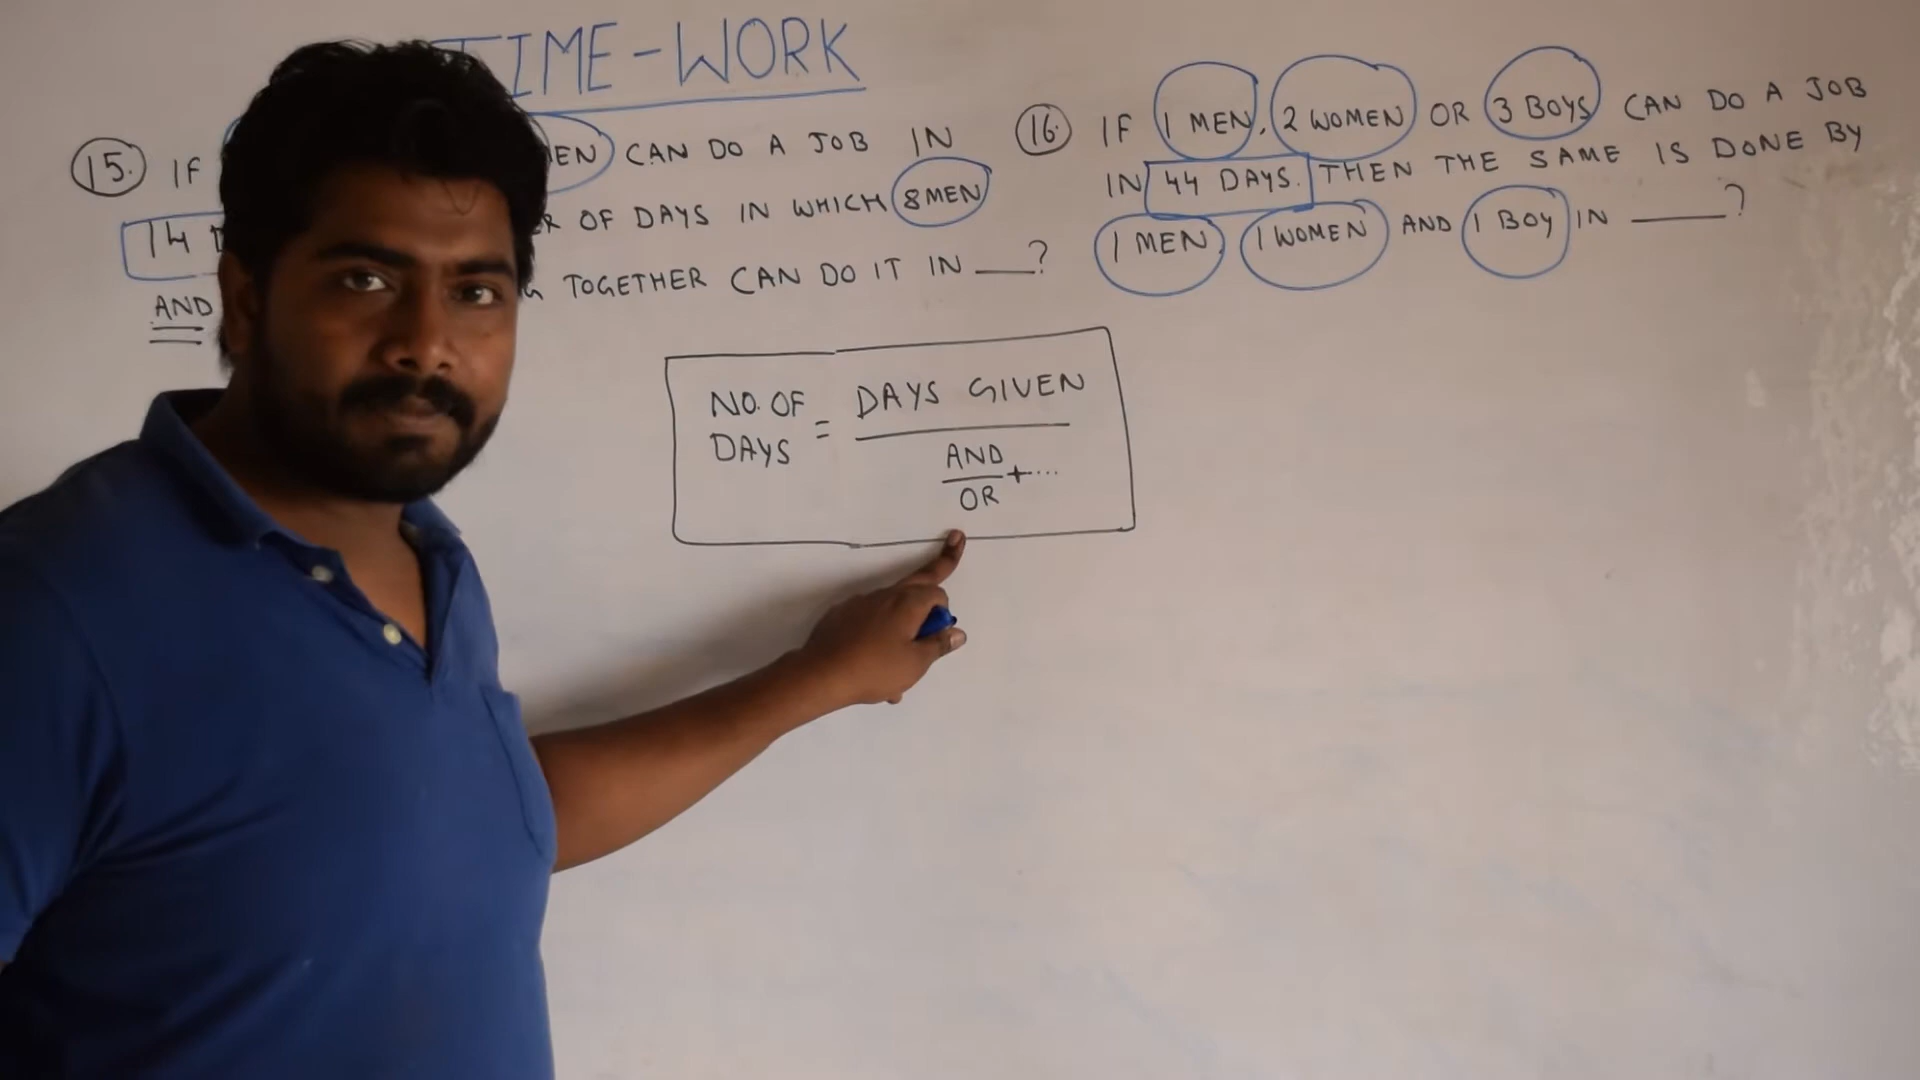 TIME-WORK
15. IF EN CAN DO A JOB IN
14 OF DAYS IN WHICH 8 MEN
AND TOGETHER CAN DO IT IN ___?
16. IF 1 MEN, 2 WOMEN OR 3 BOYS CAN DO A JOB
IN 44 DAYS. THEN THE SAME IS DONE BY
1 MEN, 1 WOMEN AND 1 BOY IN ___?
NO. OF DAYS = DAYS GIVEN
AND
OR +....